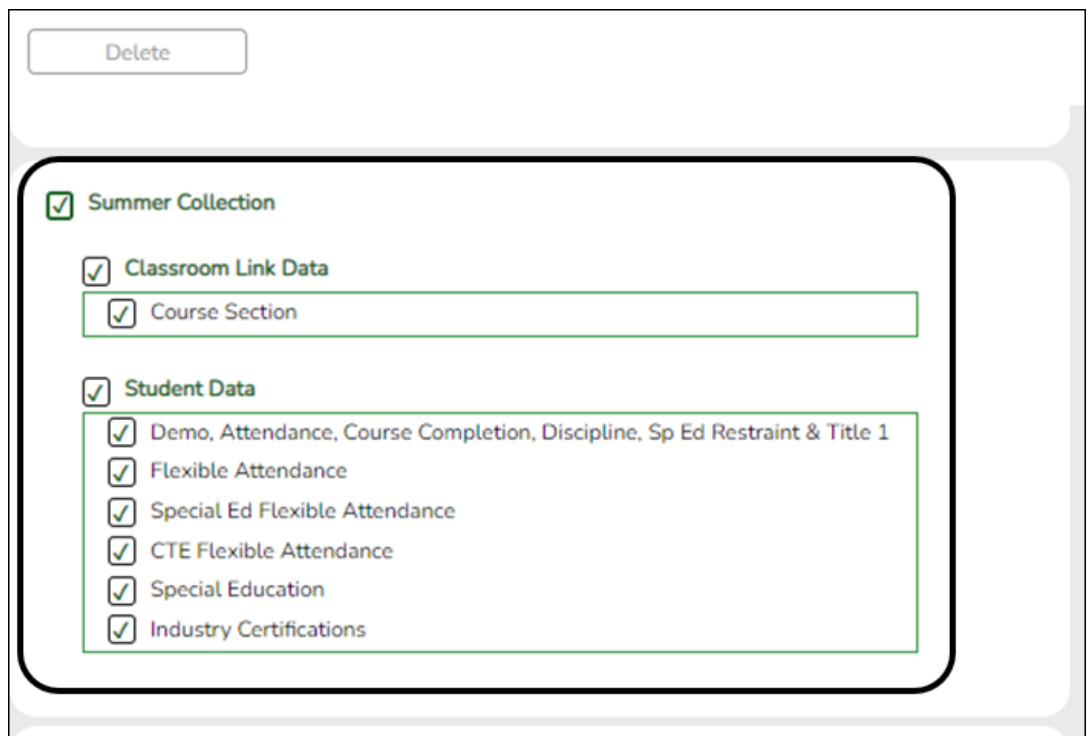 Delete
Summer Collection
Classroom Link Data
Course Section
Student Data
Demo, Attendance, Course Completion, Discipline, Sp Ed Restraint & Title 1
Flexible Attendance
Special Ed Flexible Attendance
CTE Flexible Attendance
Special Education
Industry Certifications